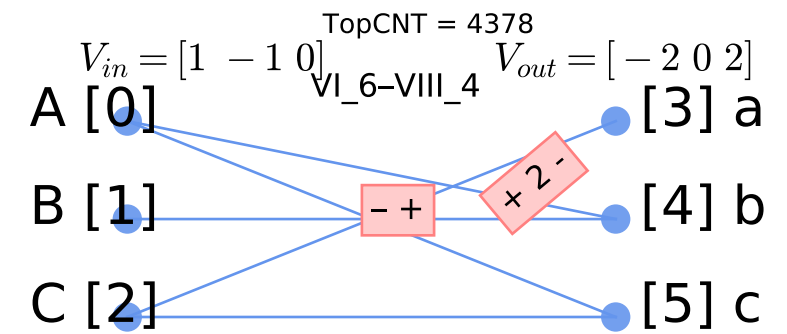 TopCNT = 4378
V_in = [1 −1 0] V_out = [−2 0 2]
VI_6–VIII_4
A [0] [3] a
+ 2 -
B [1] – + [4] b
C [2] [5] c